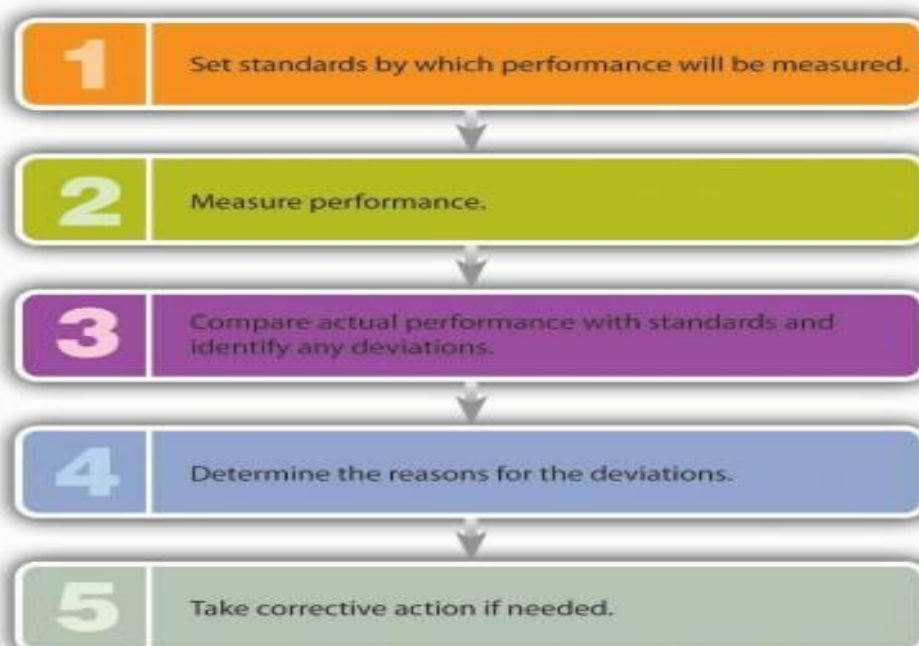 1
Set standards by which performance will be measured.
2
Measure performance.
3
Compare actual performance with standards and
identify any deviations.
4
Determine the reasons for the deviations.
5
Take corrective action if needed.